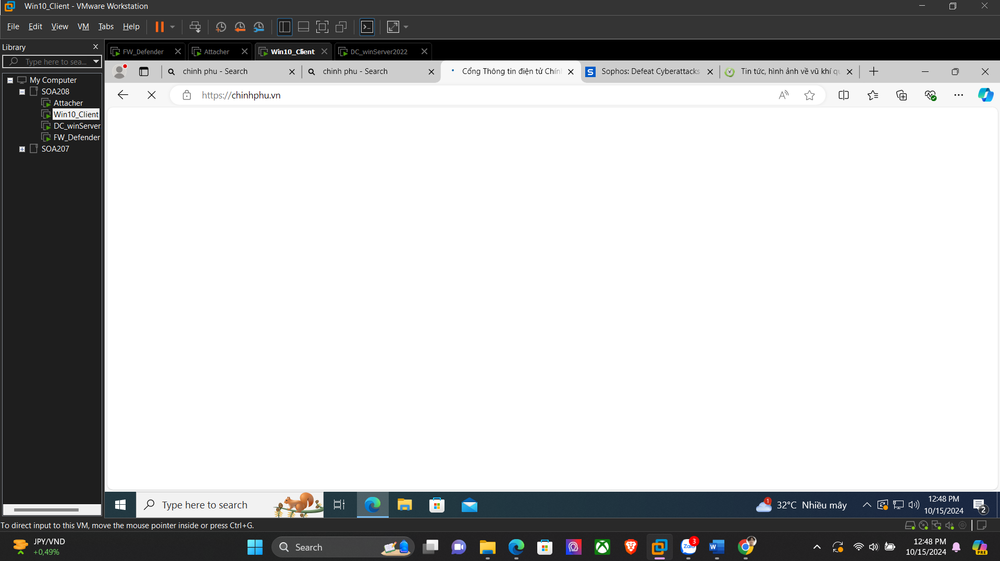 Win10_Client - VMware Workstation
File Edit View VM Tabs Help
Library
Type here to sea...
My Computer
SOA208
Attacher
Win10_Client
DC_winServer
FW_Defender
SOA207
FW_Defender Attacher Win10_Client DC_winServer2022
chinh phu - Search chinh phu - Search Cổng Thông tin điện tử Chính Sophos: Defeat Cyberattacks Tin tức, hình ảnh về vũ khí qu
https://chinhphu.vn
Type here to search
1
32°C Nhiều mây
12:48 PM
10/15/2024
2
To direct input to this VM, move the mouse pointer inside or press Ctrl+G.
JPY/VND
+0,49%
Search
Zalo
3
W
12:48 PM
10/15/2024
PRE